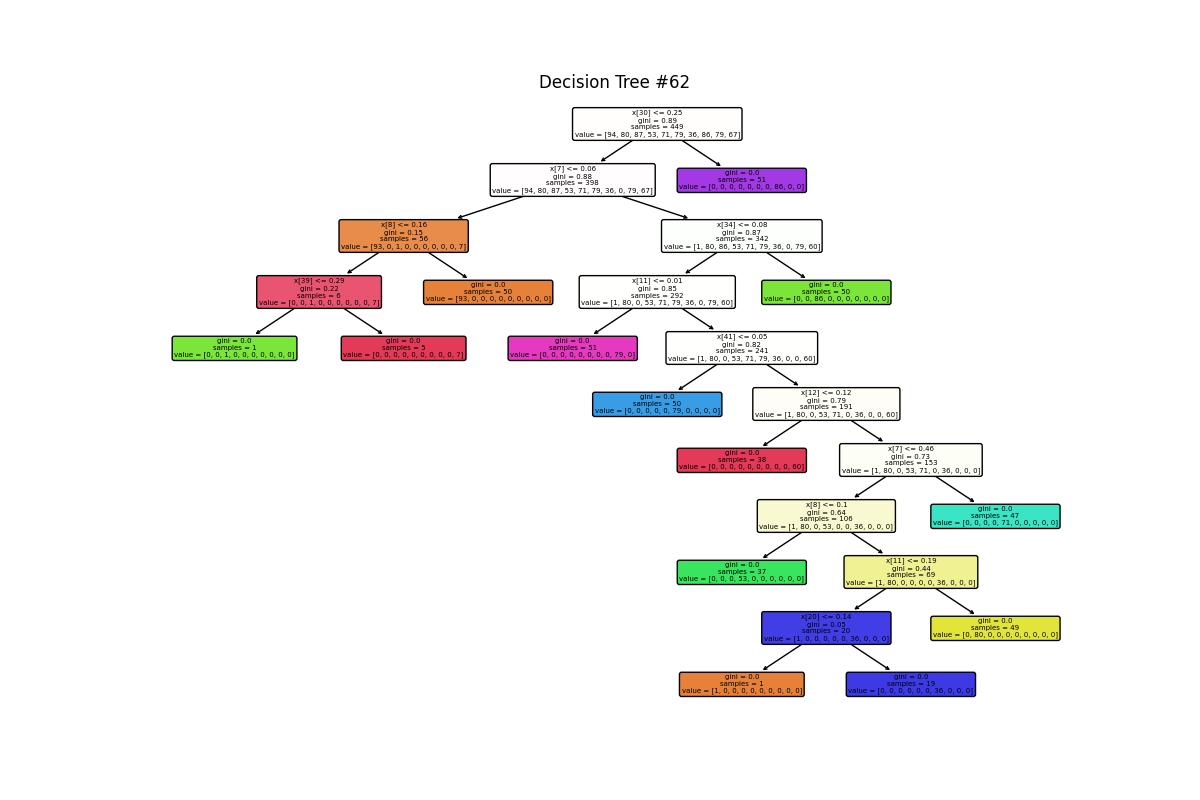 Decision Tree #62
x[30] <= 0.25
gini = 0.89
samples = 449
value = [94, 80, 87, 53, 71, 79, 36, 86, 79, 67]
x[7] <= 0.06
gini = 0.88
samples = 398
value = [94, 80, 87, 53, 71, 79, 36, 0, 79, 67]
gini = 0.0
samples = 51
value = [0, 0, 0, 0, 0, 0, 0, 86, 0, 0]
x[8] <= 0.16
gini = 0.15
samples = 56
value = [93, 0, 1, 0, 0, 0, 0, 0, 0, 7]
x[34] <= 0.08
gini = 0.87
samples = 342
value = [1, 80, 86, 53, 71, 79, 36, 0, 79, 60]
x[39] <= 0.29
gini = 0.22
samples = 6
value = [0, 0, 1, 0, 0, 0, 0, 0, 0, 7]
gini = 0.0
samples = 50
value = [93, 0, 0, 0, 0, 0, 0, 0, 0, 0]
x[11] <= 0.01
gini = 0.85
samples = 292
value = [1, 80, 0, 53, 71, 79, 36, 0, 79, 60]
gini = 0.0
samples = 50
value = [0, 0, 86, 0, 0, 0, 0, 0, 0, 0]
gini = 0.0
samples = 1
value = [0, 0, 1, 0, 0, 0, 0, 0, 0, 0]
gini = 0.0
samples = 5
value = [0, 0, 0, 0, 0, 0, 0, 0, 0, 7]
gini = 0.0
samples = 51
value = [0, 0, 0, 0, 0, 0, 0, 0, 79, 0]
x[41] <= 0.05
gini = 0.82
samples = 241
value = [1, 80, 0, 53, 71, 79, 36, 0, 0, 60]
gini = 0.0
samples = 50
value = [0, 0, 0, 0, 0, 79, 0, 0, 0, 0]
x[12] <= 0.12
gini = 0.79
samples = 191
value = [1, 80, 0, 53, 71, 0, 36, 0, 0, 60]
gini = 0.0
samples = 38
value = [0, 0, 0, 0, 0, 0, 0, 0, 0, 60]
x[7] <= 0.46
gini = 0.73
samples = 153
value = [1, 80, 0, 53, 71, 0, 36, 0, 0, 0]
x[8] <= 0.1
gini = 0.64
samples = 106
value = [1, 80, 0, 53, 0, 0, 36, 0, 0, 0]
gini = 0.0
samples = 47
value = [0, 0, 0, 0, 71, 0, 0, 0, 0, 0]
gini = 0.0
samples = 37
value = [0, 0, 0, 53, 0, 0, 0, 0, 0, 0]
x[11] <= 0.19
gini = 0.44
samples = 69
value = [1, 80, 0, 0, 0, 0, 36, 0, 0, 0]
x[20] <= 0.14
gini = 0.05
samples = 20
value = [1, 0, 0, 0, 0, 0, 36, 0, 0, 0]
gini = 0.0
samples = 49
value = [0, 80, 0, 0, 0, 0, 0, 0, 0, 0]
gini = 0.0
samples = 1
value = [1, 0, 0, 0, 0, 0, 0, 0, 0, 0]
gini = 0.0
samples = 19
value = [0, 0, 0, 0, 0, 0, 36, 0, 0, 0]